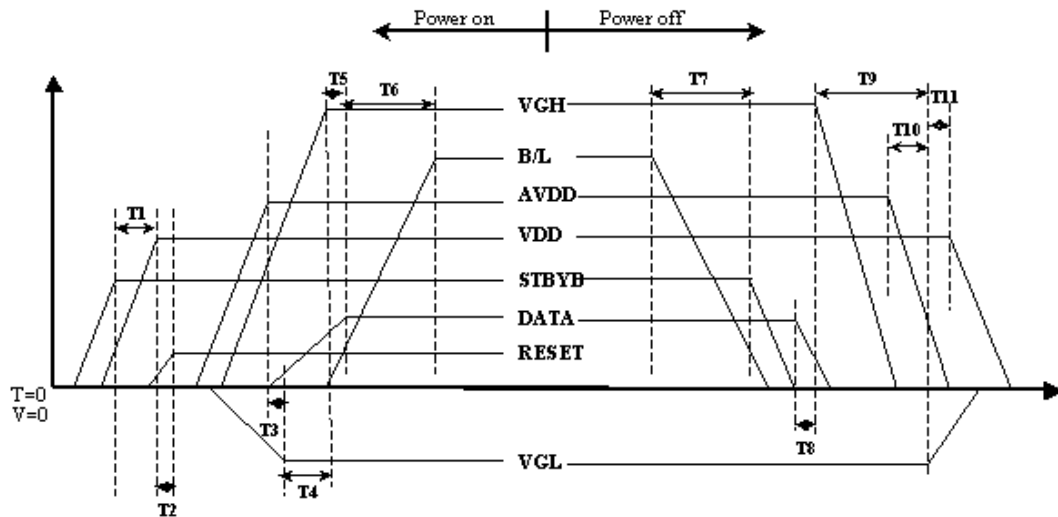 Power on Power off
T5 T6 T7 T9
VGH
T11
T10
B/L
AVDD
T1
VDD
STBYB
DATA
RESET
T=0
V=0
T3
T8
VGL
T4
T2